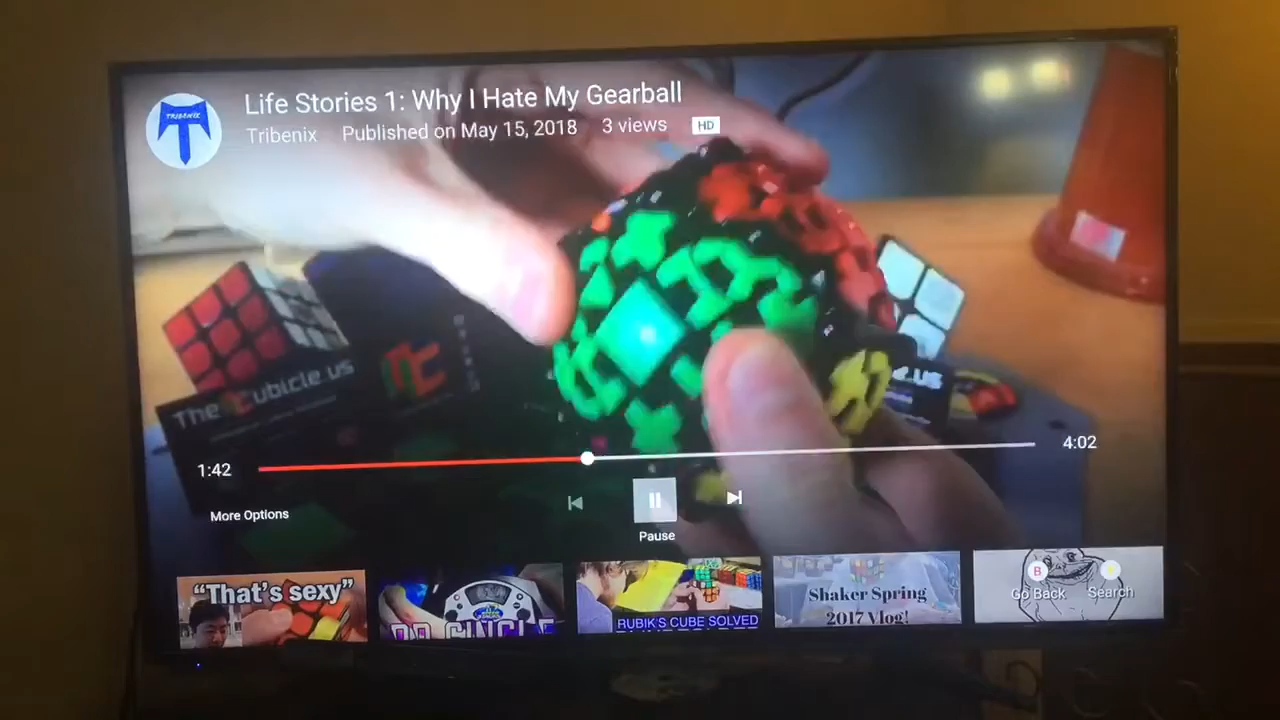 TRIBENIX
Life Stories 1: Why I Hate My Gearball
Tribenix Published on May 15, 2018 3 views HD
The Cubicle.us
.us
1:42
4:02
More Options
Pause
“That's sexy”
RUBIK'S CUBE SOLVED
Shaker Spring
2017 Vlog!
B
Go Back
Search